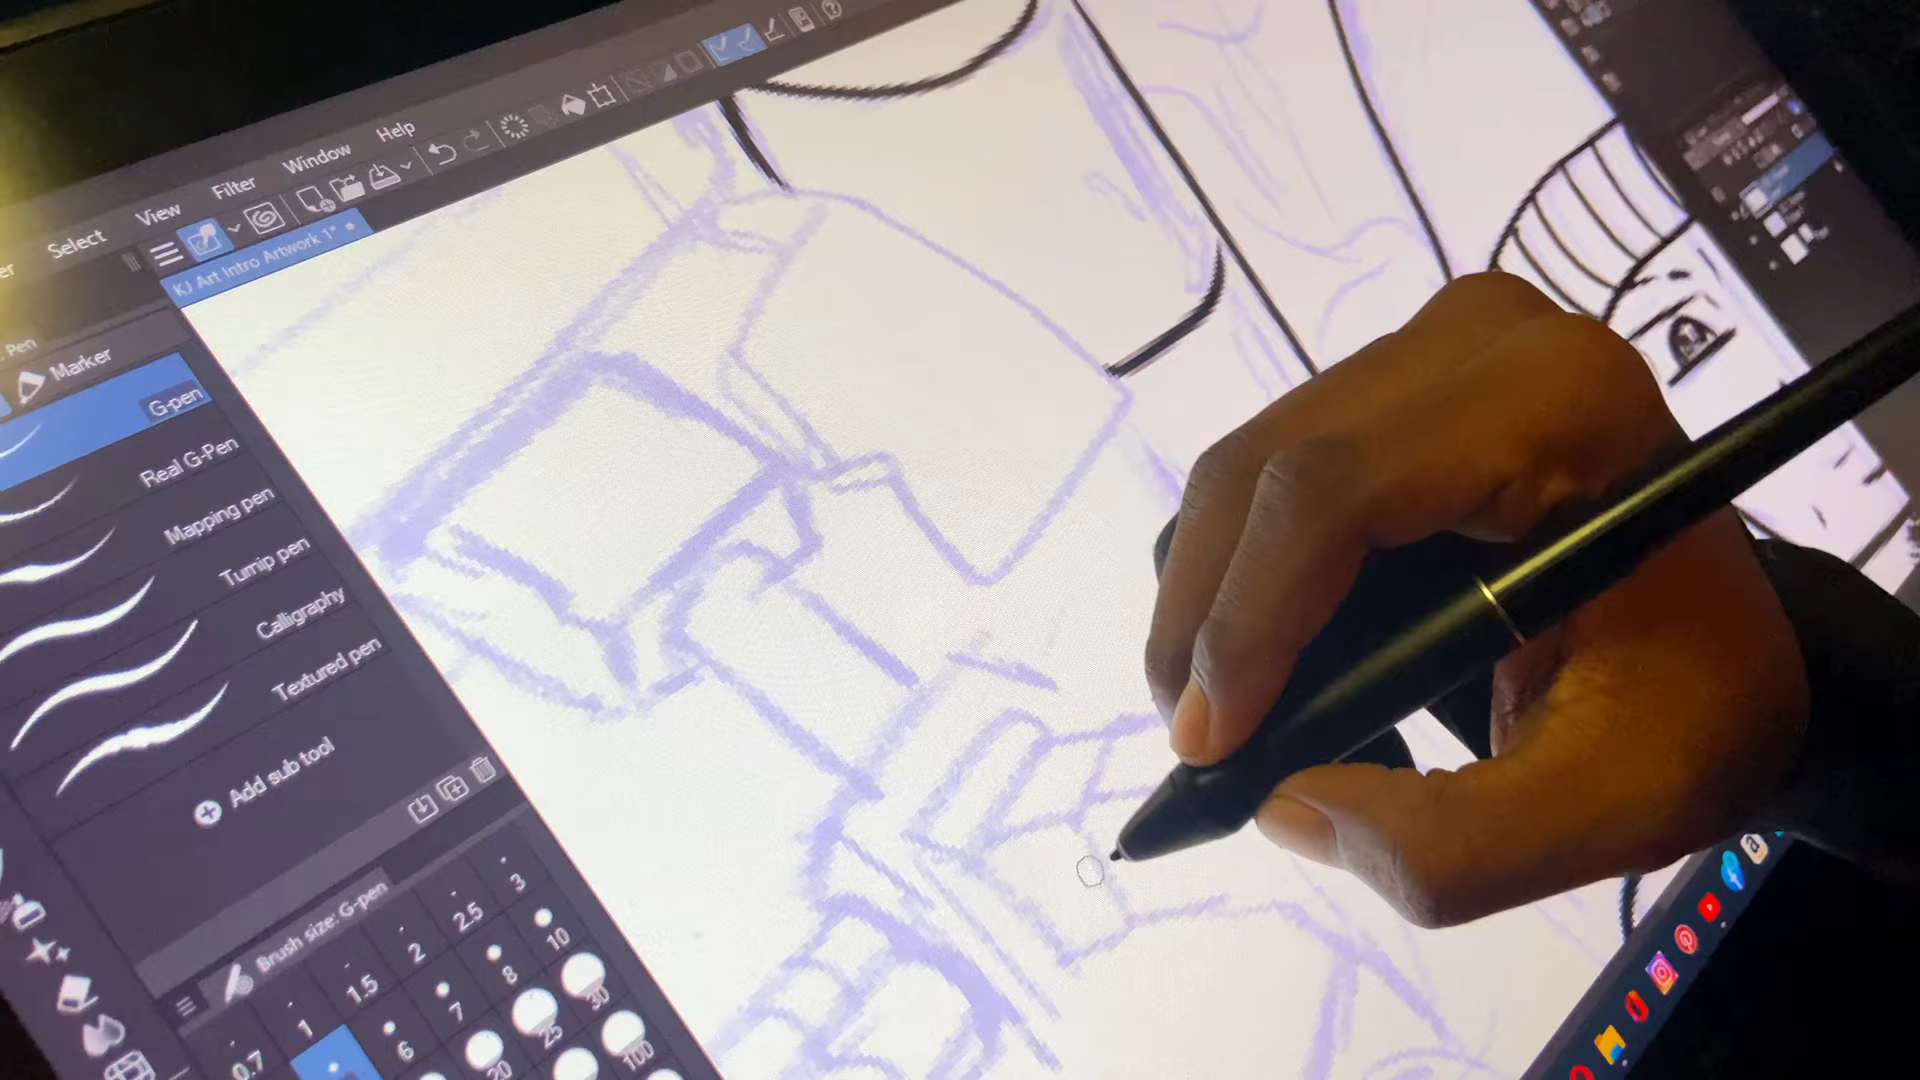 Select
View
Filter
Window
Help
KJ Art Intro Artwork 1*
Pen
Marker
G-pen
Real G-Pen
Mapping pen
Turnip pen
Calligraphy
Textured pen
Add sub tool
Brush size: G-pen
0.7 1 1.5 2 2.5 3
6 7 8 10
20 25 30
100